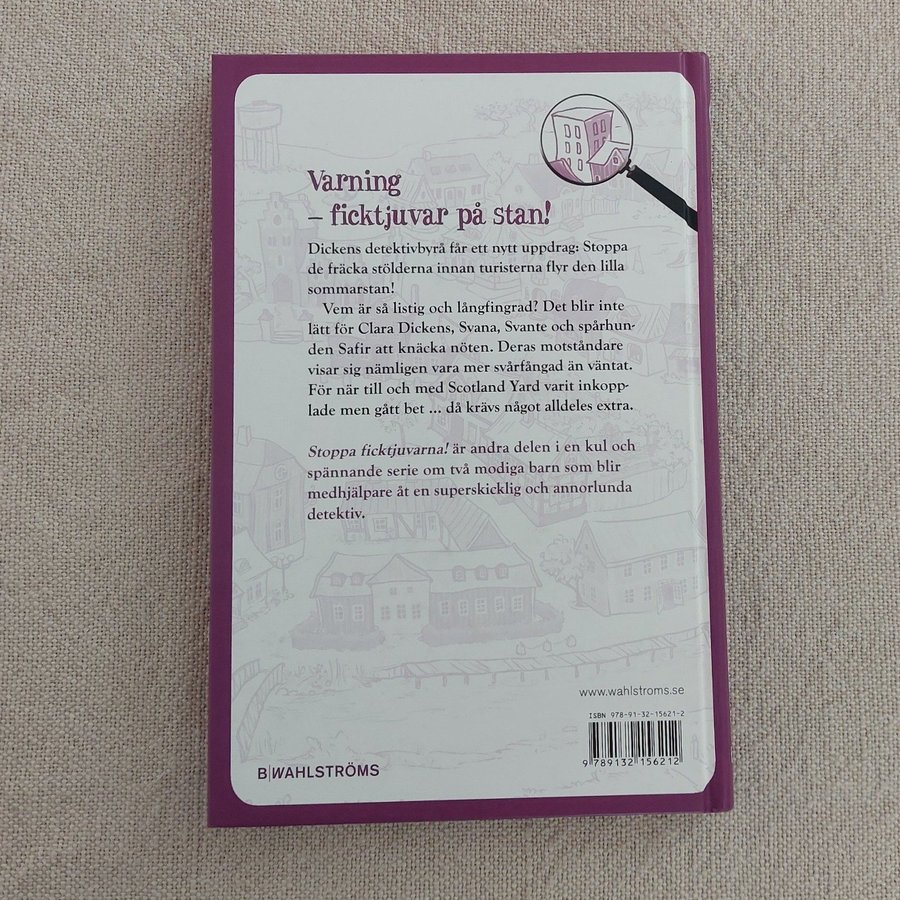 Varning
– ficktjuvar på stan!
Dickens detektivbyrå får ett nytt uppdrag: Stoppa
de fräcka stölderna innan turisterna flyr den lilla
sommarstan!
Vem är så listig och långfingrad? Det blir inte
lätt för Clara Dickens, Svana, Svante och spårhun-
den Safir att knäcka nöten. Deras motståndare
visar sig nämligen vara mer svårfångad än väntat.
För när till och med Scotland Yard varit inkopp-
lade men gått bet ... då krävs något alldeles extra.
Stoppa ficktjuvarna! är andra delen i en kul och
spännande serie om två modiga barn som blir
medhjälpare åt en superskicklig och annorlunda
detektiv.
www.wahlstroms.se
ISBN 978-91-32-15621-2
9 789132 156212
B|WAHLSTRÖMS